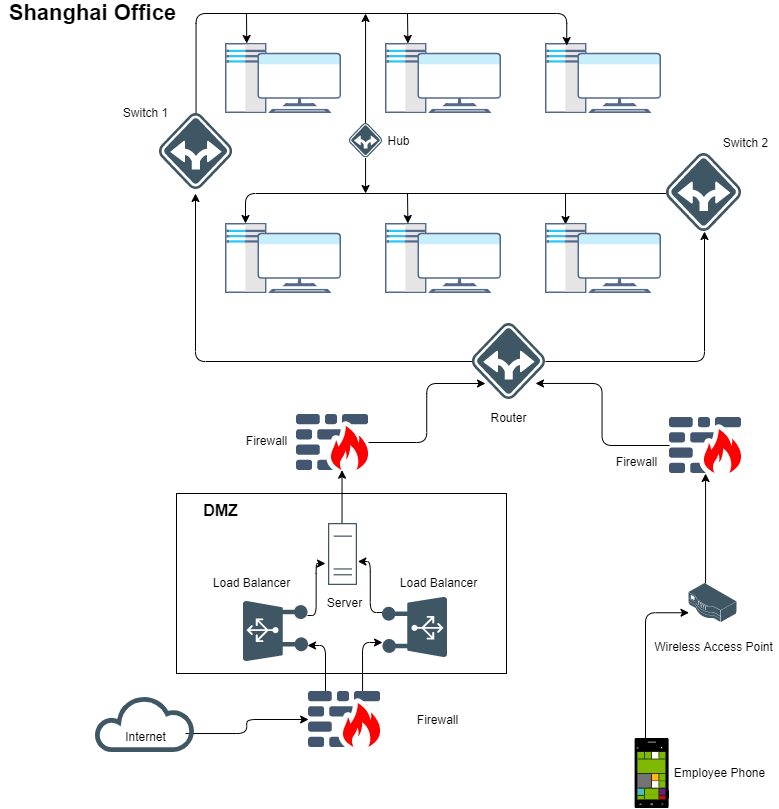 Shanghai Office
Switch 1
Hub
Switch 2
Router
Firewall
Firewall
DMZ
Load Balancer
Load Balancer
Server
Wireless Access Point
Firewall
Internet
Employee Phone